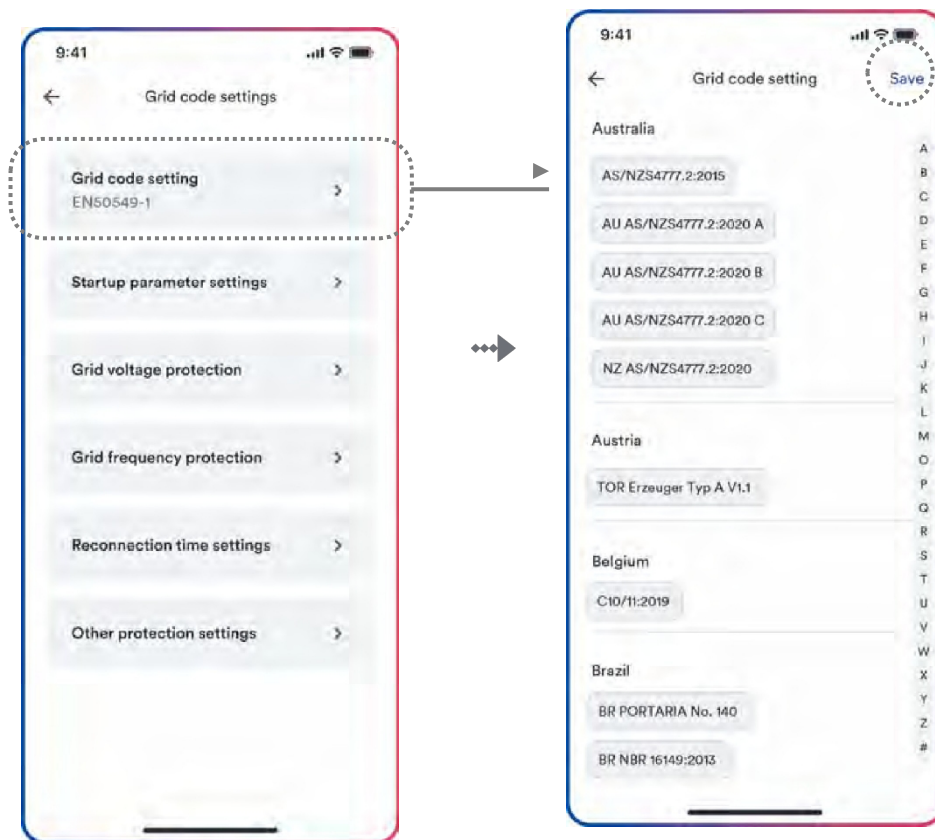 9:41
Grid code settings
Grid code setting
EN50549-1
Startup parameter settings
Grid voltage protection
Grid frequency protection
Reconnection time settings
Other protection settings
9:41
Grid code setting
Save
Australia
AS/NZS4777.2:2015
AU AS/NZS4777.2:2020 A
AU AS/NZS4777.2:2020 B
AU AS/NZS4777.2:2020 C
NZ AS/NZS4777.2:2020
Austria
TOR Erzeuger Typ A V1.1
Belgium
C10/11:2019
Brazil
BR PORTARIA No. 140
BR NBR 16149:2013
A
B
C
D
E
F
G
H
I
J
K
L
M
O
P
Q
R
S
T
U
V
W
X
Y
Z
#